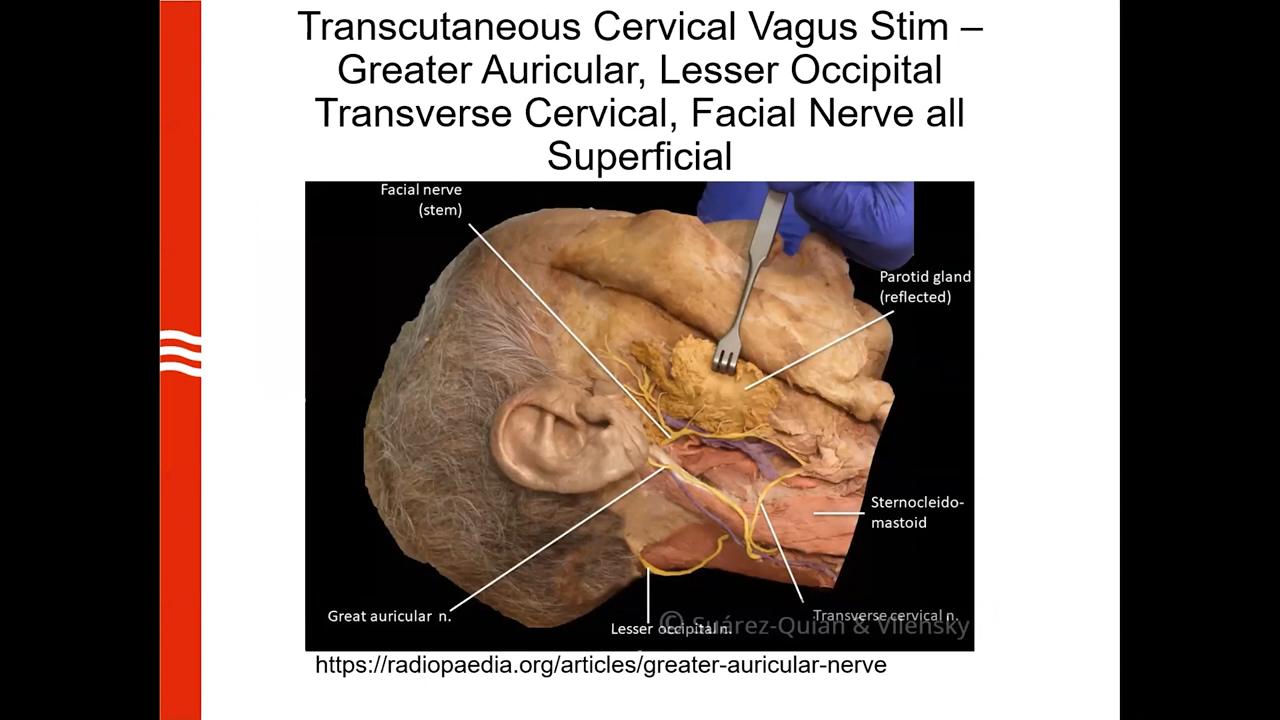 Transcutaneous Cervical Vagus Stim –
Greater Auricular, Lesser Occipital
Transverse Cervical, Facial Nerve all
Superficial
Facial nerve
(stem)
Parotid gland
(reflected)
Sternocleido-
mastoid
Great auricular n.
Lesser occipital n.
Transverse cervical n.
© Suárez-Quian & Vilensky
https://radiopaedia.org/articles/greater-auricular-nerve